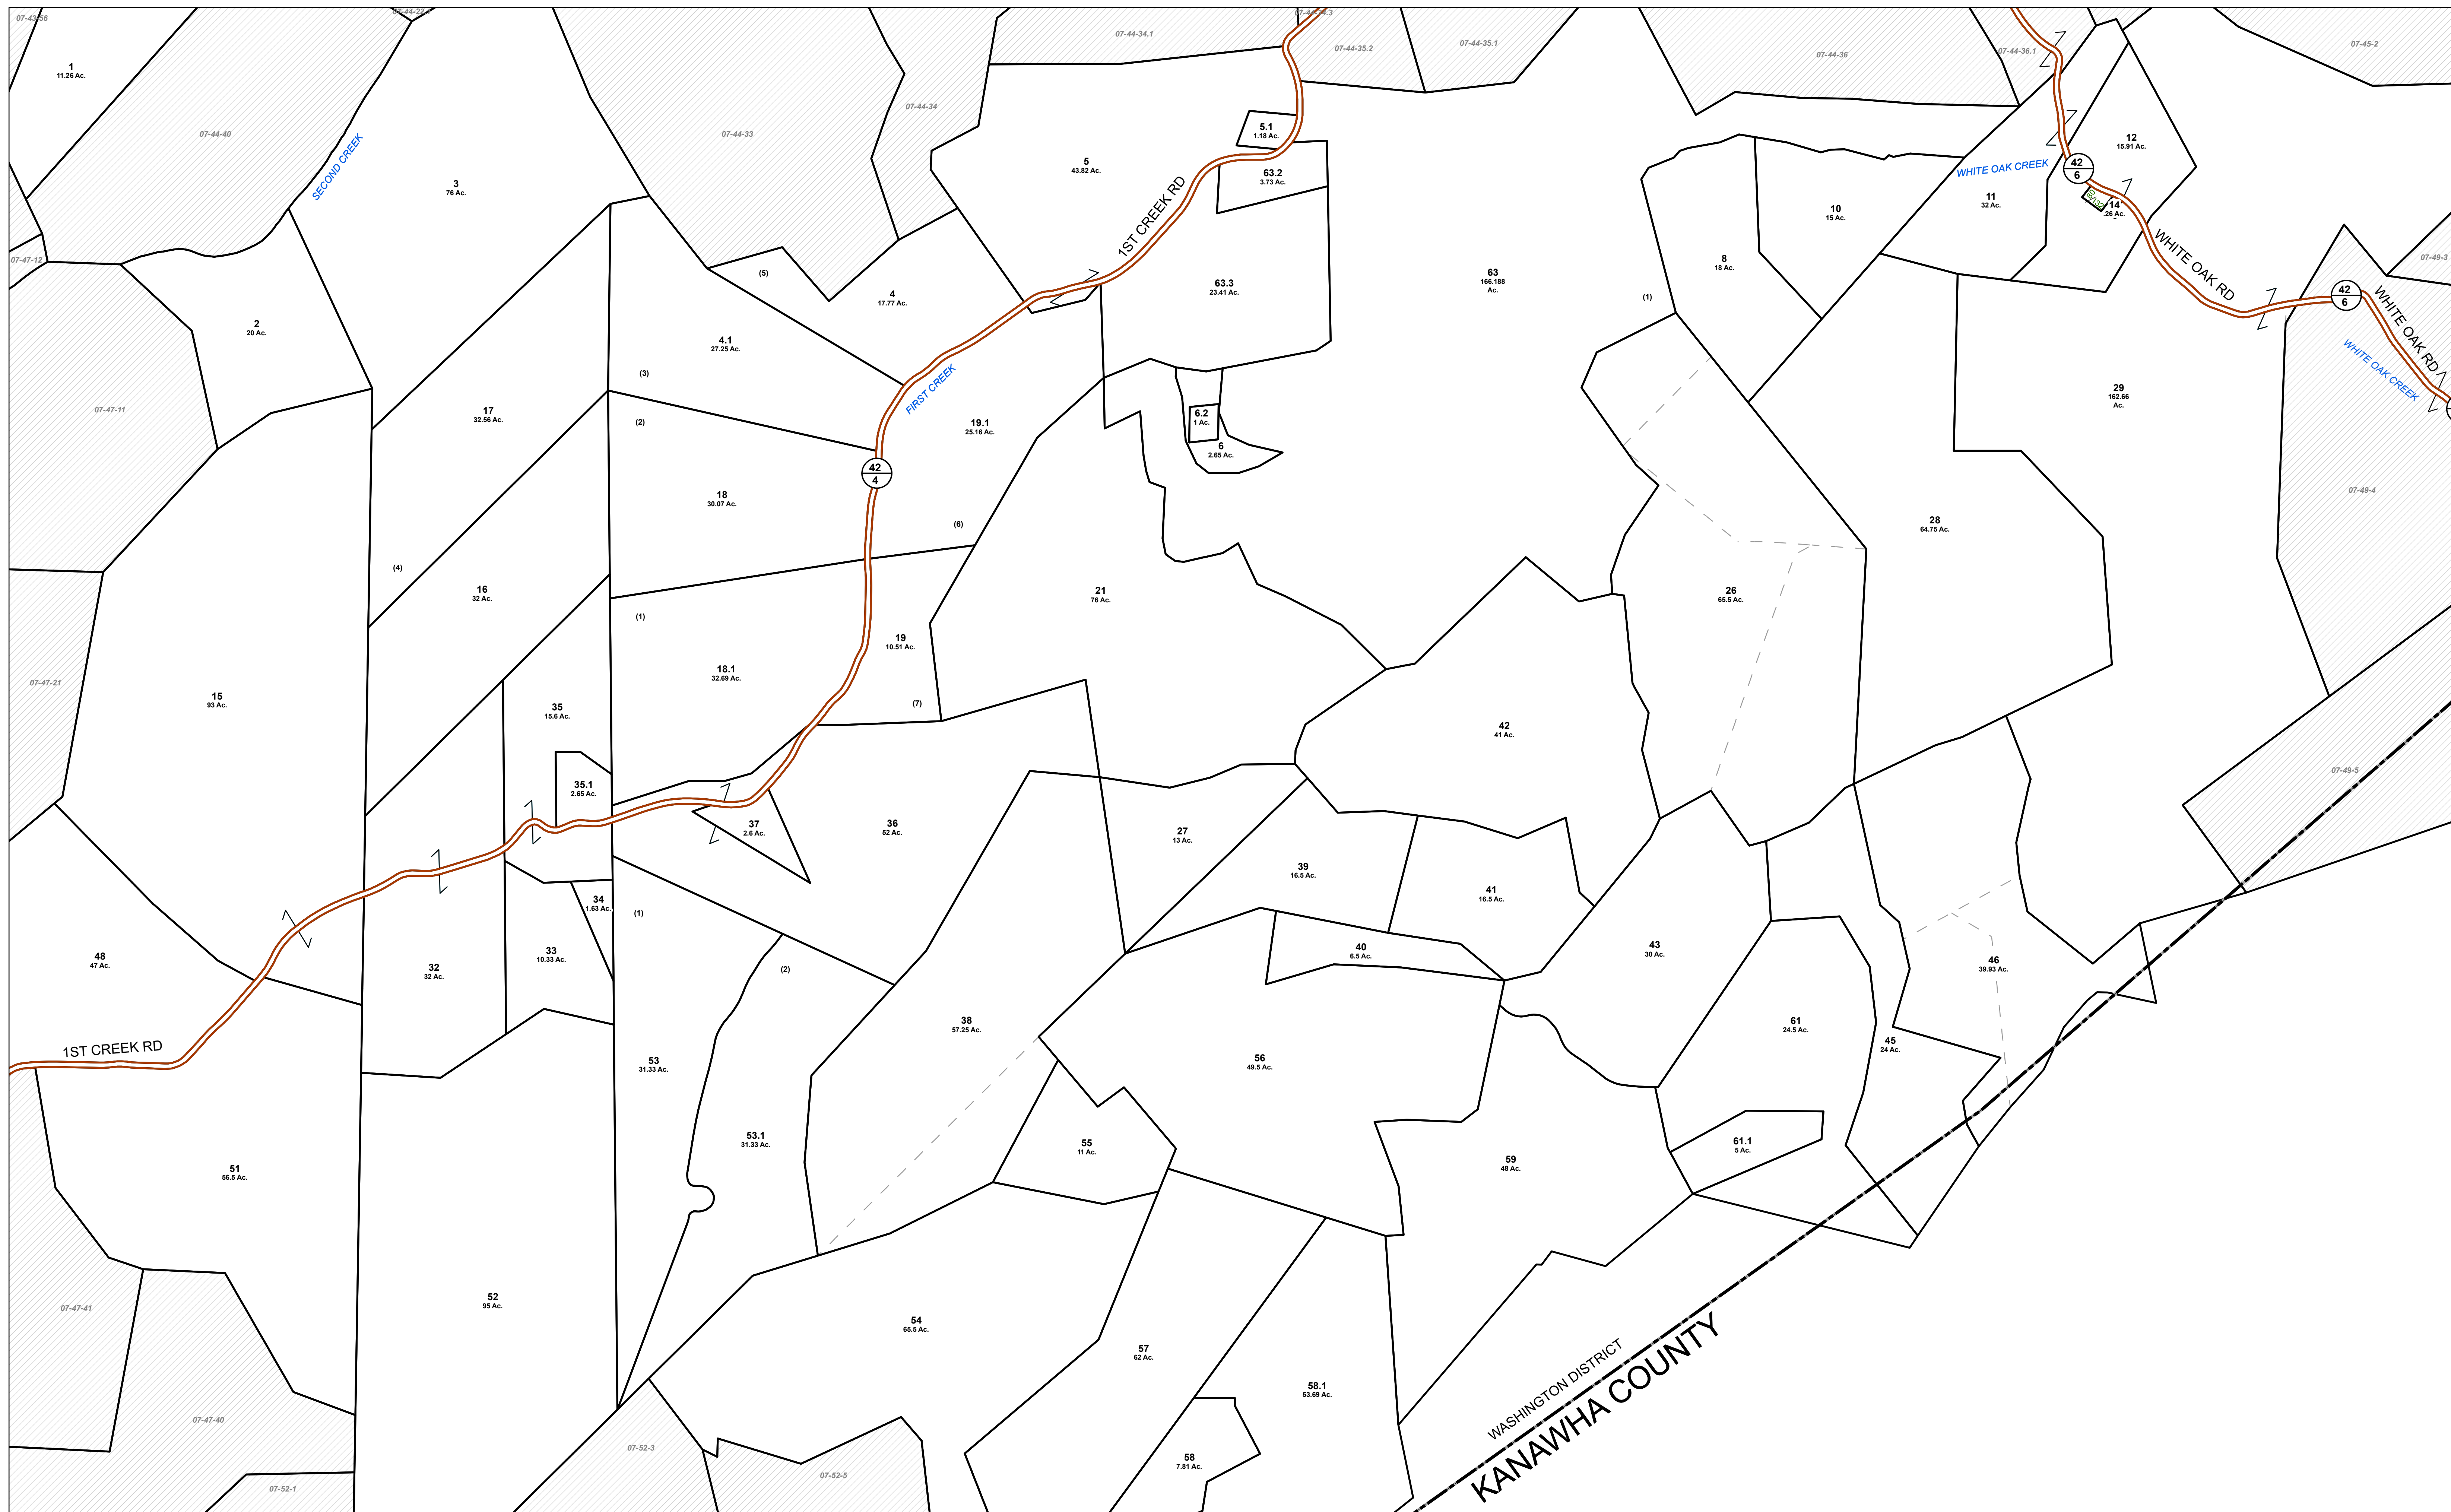 07-43-56
07-44-22.1
07-44-34.3
07-44-34.1
07-44-35.2
07-44-35.1
07-44-36
07-44-36.1
07-45-2
1
11.26 Ac.
07-44-40
SECOND CREEK
3
76 Ac.
07-44-33
07-44-34
5
43.82 Ac.
5.1
1.18 Ac.
63.2
3.73 Ac.
1ST CREEK RD
12
15.91 Ac.
42
6
WHITE OAK CREEK
11
32 Ac.
10
15 Ac.
14
.26 Ac.
WHITE OAK RD
07-47-12
07-49-3
8
18 Ac.
(5)
4
17.77 Ac.
63.3
23.41 Ac.
63
166.188
Ac.
(1)
42
6
WHITE OAK RD
WHITE OAK CREEK
2
20 Ac.
4.1
27.25 Ac.
(3)
FIRST CREEK
07-47-11
17
32.56 Ac.
(2)
19.1
25.16 Ac.
6.2
1 Ac.
6
2.65 Ac.
29
162.66
Ac.
42
4
18
30.07 Ac.
(6)
28
64.75 Ac.
07-49-4
(4)
16
32 Ac.
(1)
21
76 Ac.
26
65.5 Ac.
19
10.51 Ac.
18.1
32.69 Ac.
(7)
07-47-21
15
93 Ac.
35
15.6 Ac.
35.1
2.65 Ac.
42
41 Ac.
07-49-5
37
2.6 Ac.
36
52 Ac.
27
13 Ac.
39
16.5 Ac.
41
16.5 Ac.
34
1.63 Ac.
(1)
48
47 Ac.
32
32 Ac.
33
10.33 Ac.
(2)
40
6.5 Ac.
43
30 Ac.
46
39.93 Ac.
1ST CREEK RD
53
31.33 Ac.
38
57.25 Ac.
56
49.5 Ac.
61
24.5 Ac.
45
24 Ac.
51
56.5 Ac.
53.1
31.33 Ac.
55
11 Ac.
59
48 Ac.
61.1
5 Ac.
07-47-41
52
95 Ac.
54
65.5 Ac.
57
62 Ac.
58.1
53.69 Ac.
WASHINGTON DISTRICT
KANAWHA COUNTY
07-47-40
07-52-3
07-52-5
58
7.81 Ac.
07-52-1